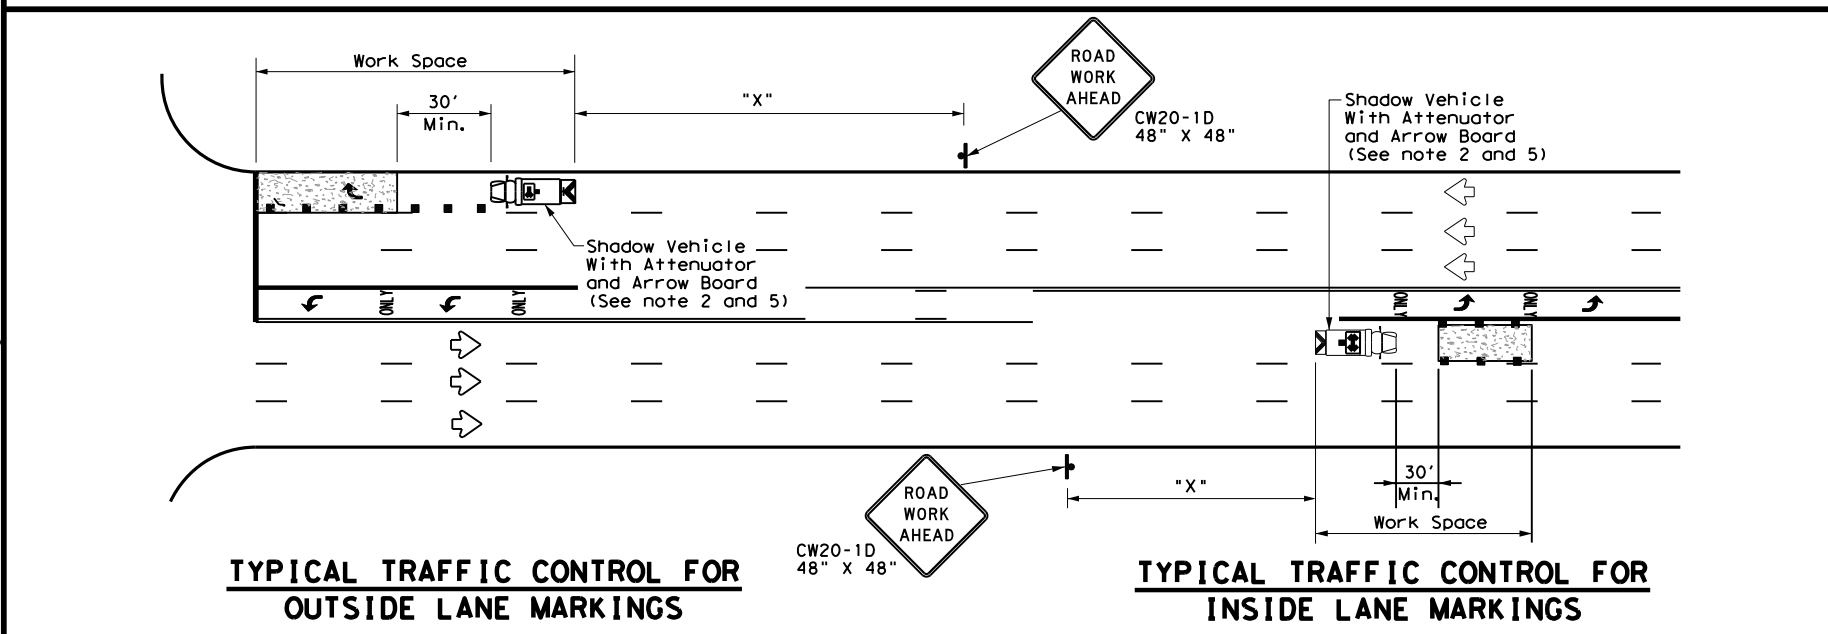 Work Space
30'
Min.
"X"
ROAD
WORK
AHEAD
CW20-1D
48" X 48"
Shadow Vehicle
With Attenuator
and Arrow Board
(See note 2 and 5)
Shadow Vehicle
With Attenuator
and Arrow Board
(See note 2 and 5)
ONLY
ONLY
ONLY
ONLY
ROAD
WORK
AHEAD
CW20-1D
48" X 48"
"X"
30'
Min.
Work Space
TYPICAL TRAFFIC CONTROL FOR
OUTSIDE LANE MARKINGS
TYPICAL TRAFFIC CONTROL FOR
INSIDE LANE MARKINGS